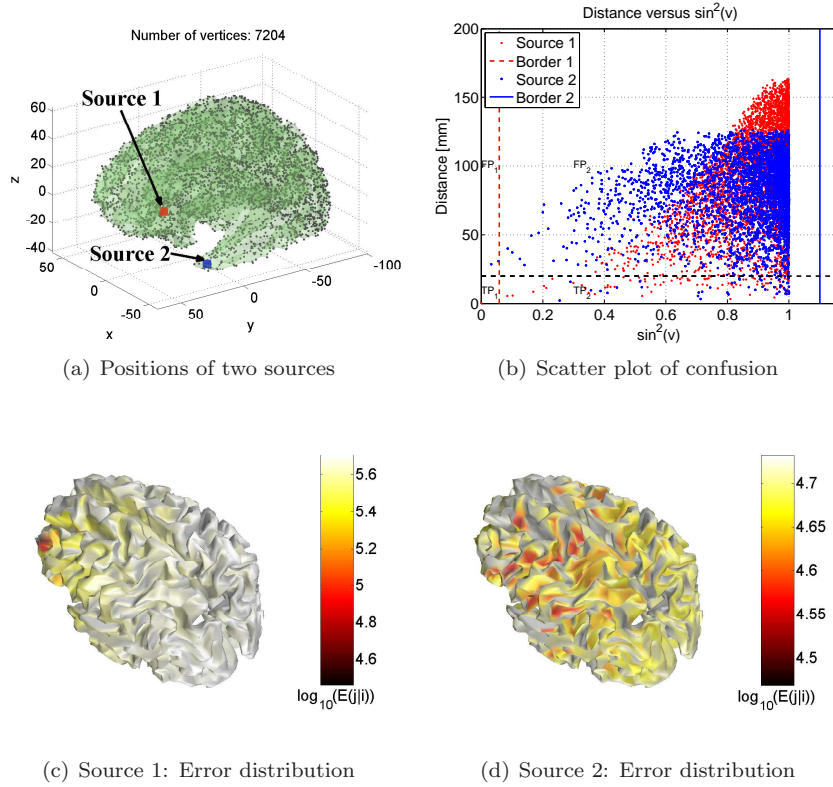 Number of vertices: 7204
Source 1
Source 2
60
40
20
0
-20
-40
z
50
0
-50
x
50
0
-50
-100
y
(a) Positions of two sources
Distance versus sin²(v)
200
150
100
50
0
Distance [mm]
Source 1
Border 1
Source 2
Border 2
FP₁
FP₂
TP₁
TP₂
0
0.2
0.4
0.6
0.8
1
sin²(v)
(b) Scatter plot of confusion
5.6
5.4
5.2
5
4.8
4.6
log₁₀(E(j|i))
(c) Source 1: Error distribution
4.7
4.65
4.6
4.55
4.5
log₁₀(E(j|i))
(d) Source 2: Error distribution